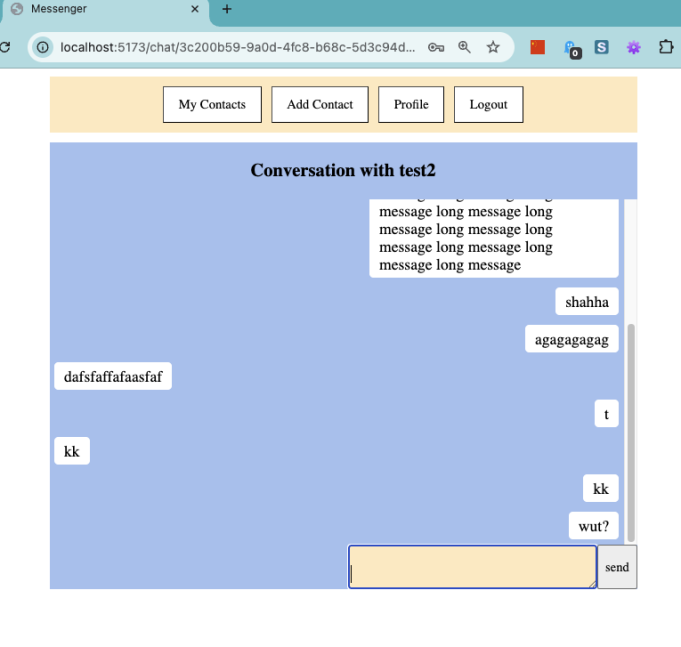 Messenger
localhost:5173/chat/3c200b59-9a0d-4fc8-b68c-5d3c94d...
0
S
My Contacts
Add Contact
Profile
Logout
Conversation with test2
message long message long
message long message long
message long message long
message long message
shahha
agagagagag
dafsfaffafaasfaf
t
kk
kk
wut?
send